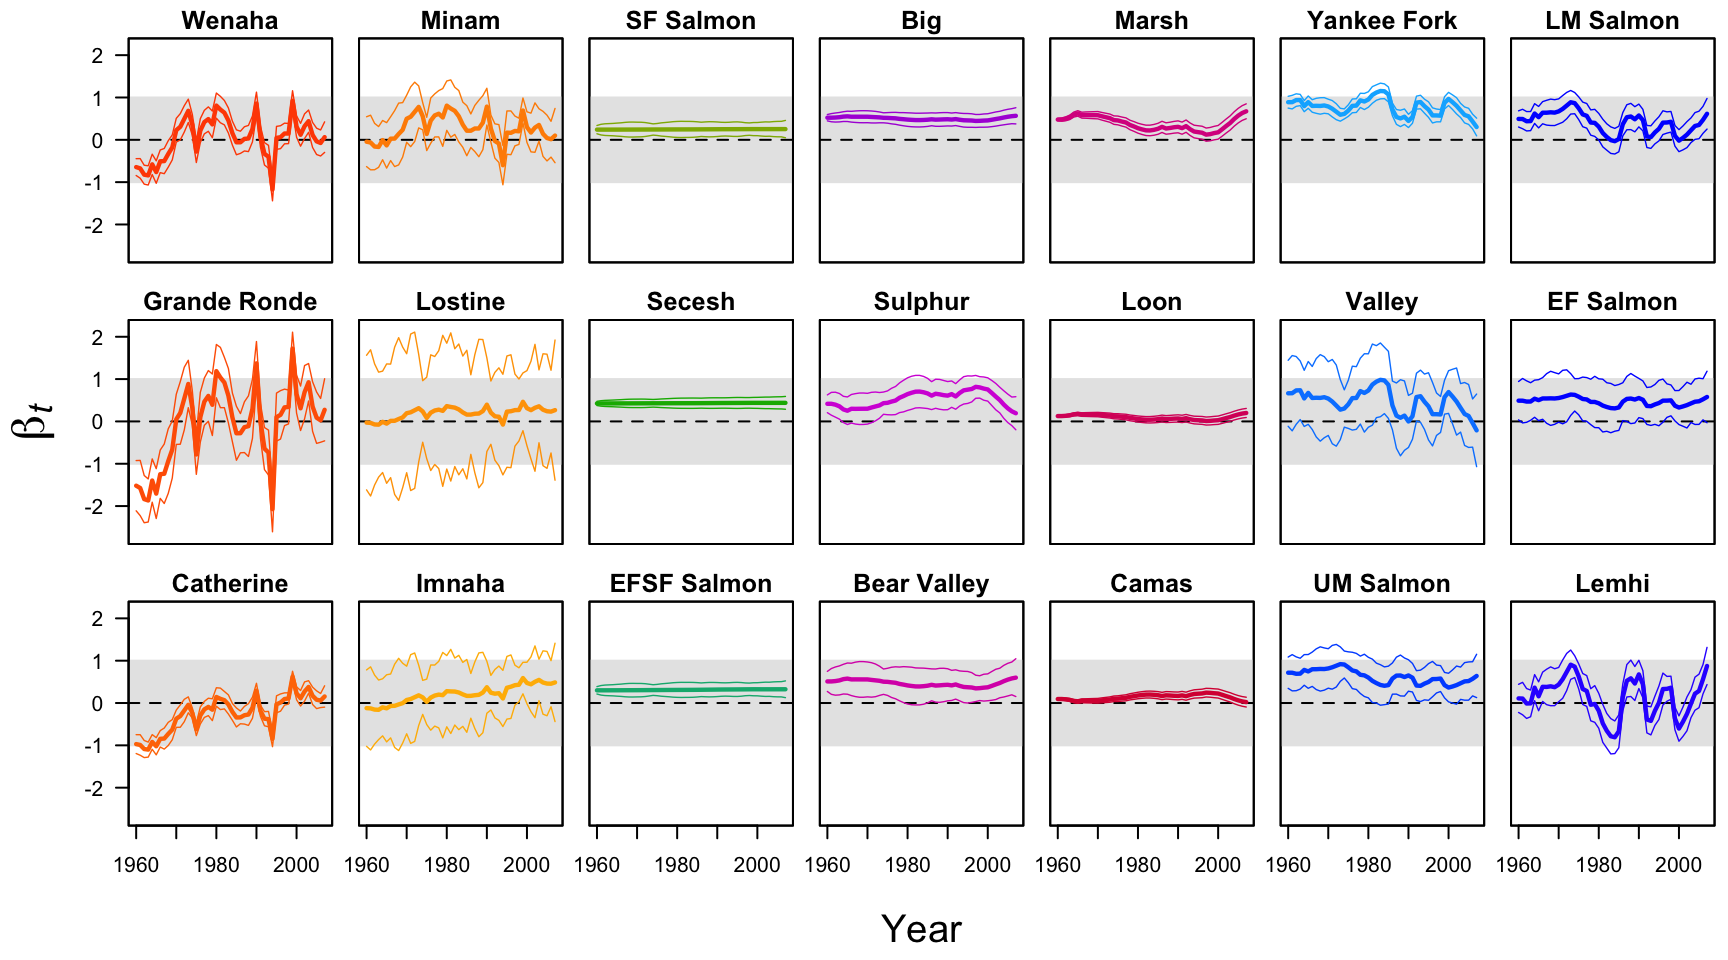 Wenaha Minam SF Salmon Big Marsh Yankee Fork LM Salmon
2
1
0
-1
-2
Grande Ronde Lostine Secesh Sulphur Loon Valley EF Salmon
2
1
0
-1
-2
βt
Catherine Imnaha EFSF Salmon Bear Valley Camas UM Salmon Lemhi
2
1
0
-1
-2
1960 1980 2000 1960 1980 2000 1960 1980 2000 1960 1980 2000 1960 1980 2000 1960 1980 2000 1960 1980 2000
Year